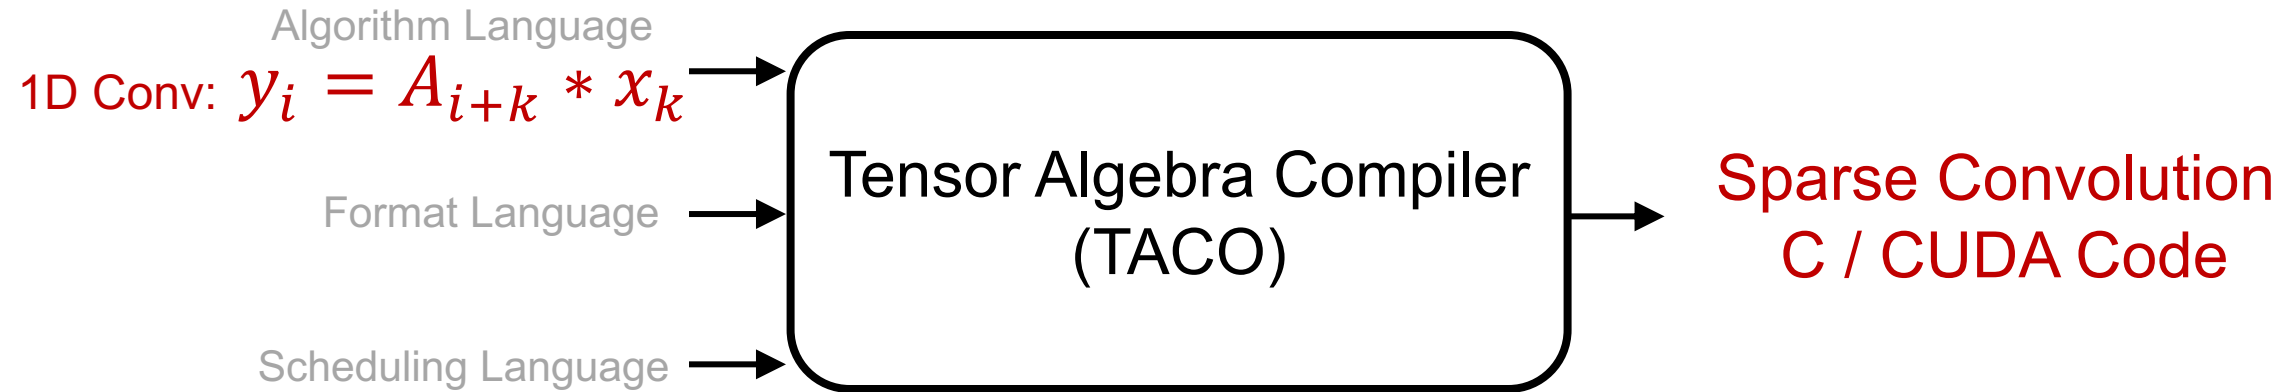 Algorithm Language
1D Conv: y_i = A_{i+k} * x_k
Format Language
Scheduling Language
Tensor Algebra Compiler
(TACO)
Sparse Convolution
C / CUDA Code